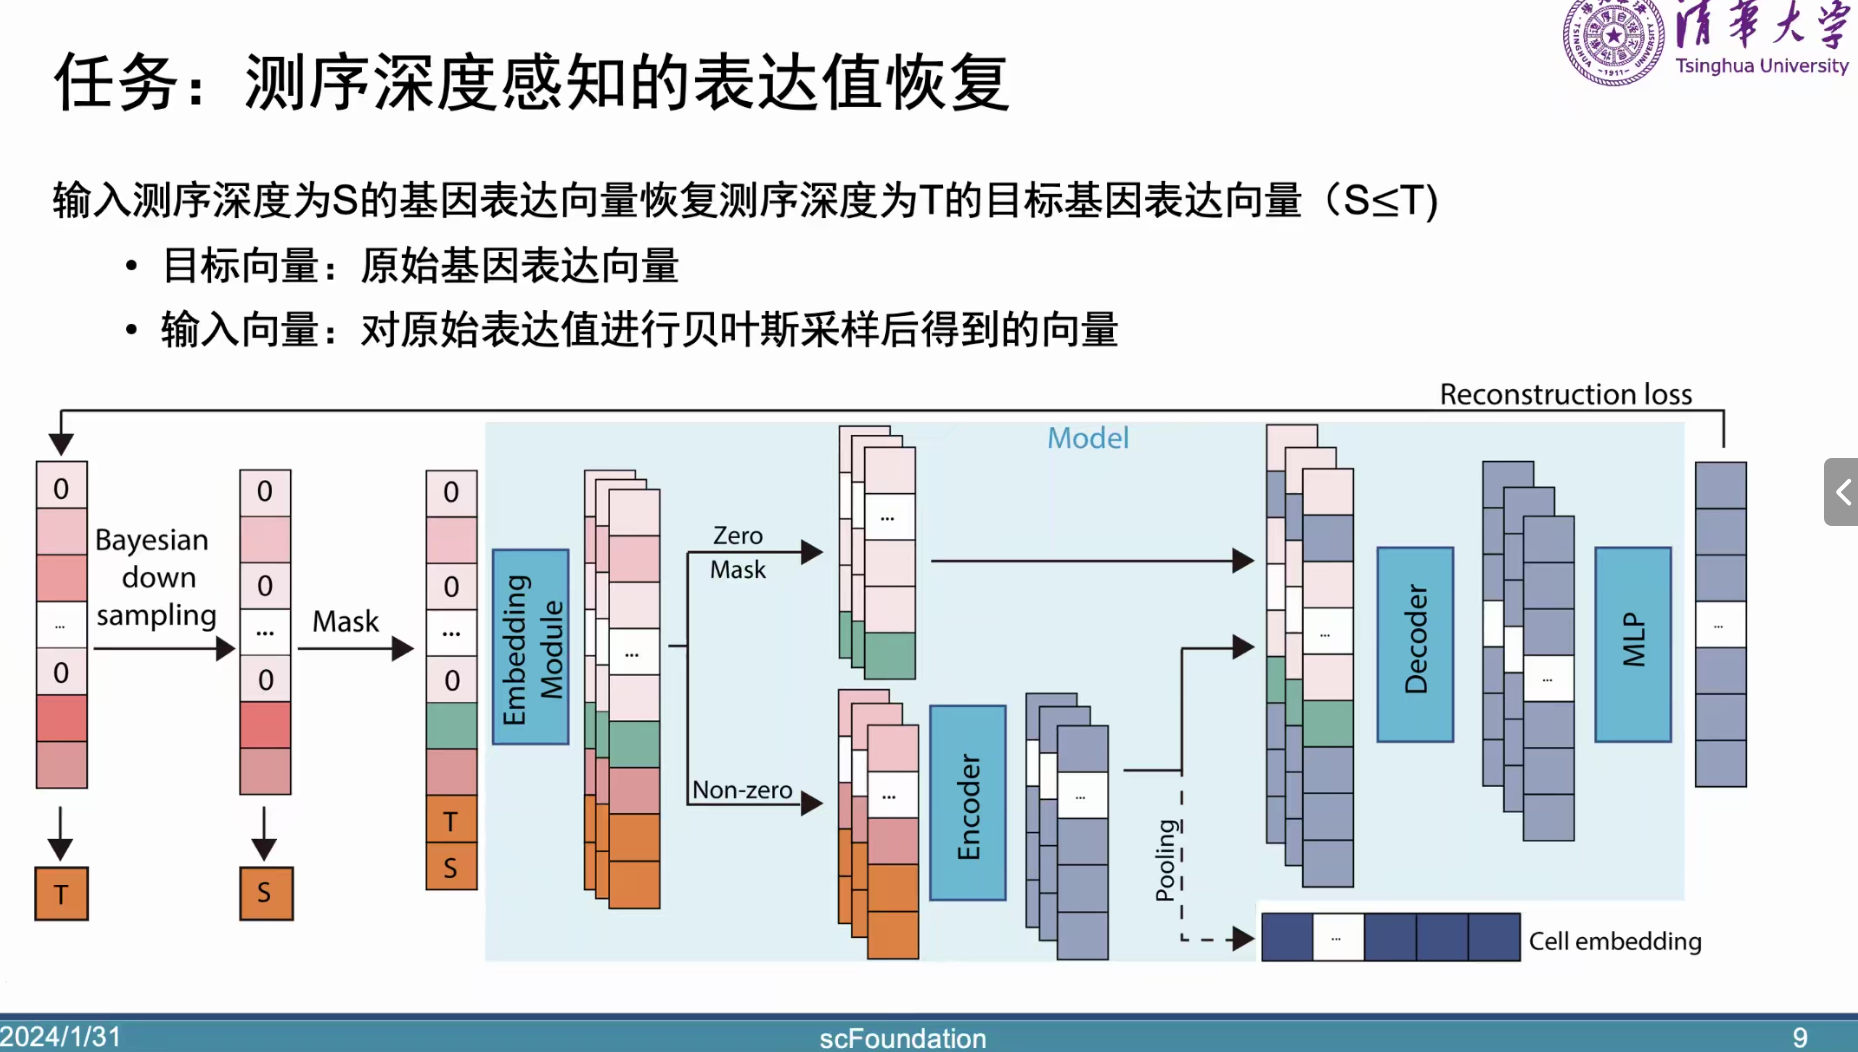 清华大学
Tsinghua University
任务：测序深度感知的表达值恢复
输入测序深度为S的基因表达向量恢复测序深度为T的目标基因表达向量（S≤T)
• 目标向量：原始基因表达向量
• 输入向量：对原始表达值进行贝叶斯采样后得到的向量
Reconstruction loss
Model
0
...
0
T
Bayesian
down
sampling
0
0
...
0
S
Mask
0
0
...
0
T
S
Embedding
Module
...
Zero
Mask
Non-zero
...
...
Encoder
...
Pooling
...
Decoder
...
MLP
...
...
Cell embedding
2024/1/31
scFoundation
9